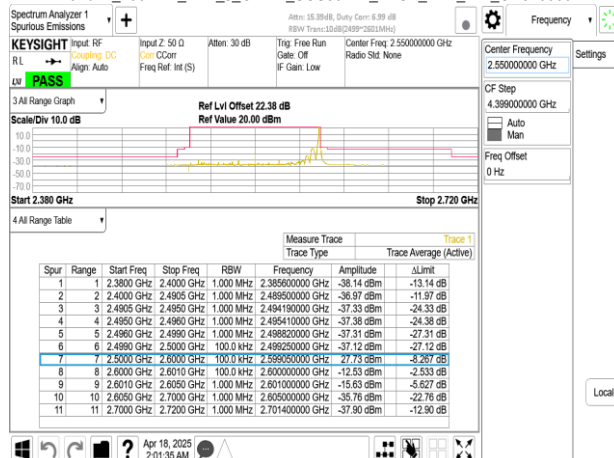 Spectrum Analyzer 1
Spurious Emissions
+
Attn: 15.39dB, Duty Corr: 6.99 dB
RBW Trans:10dB(2499~2601MHz)
Frequency
KEYSIGHT
RL
LXI
PASS
Input: RF
Coupling: DC
Align: Auto
Input Z: 50 Ω
Corr CCorr
Freq Ref: Int (S)
Atten: 30 dB
Trig: Free Run
Gate: Off
IF Gain: Low
Center Freq: 2.550000000 GHz
Radio Std: None
Center Frequency
2.550000000 GHz
Settings
CF Step
4.399000000 GHz
Auto
Man
Freq Offset
0 Hz
Local
3 All Range Graph
Scale/Div 10.0 dB
Ref Lvl Offset 22.38 dB
Ref Value 20.00 dBm
10.0
-10.0
-30.0
-50.0
-70.0
Start 2.380 GHz
Stop 2.720 GHz
4 All Range Table
Measure Trace Trace 1
Trace Type Trace Average (Active)
Spur Range Start Freq Stop Freq RBW Frequency Amplitude ΔLimit
1 1 2.3800 GHz 2.4000 GHz 1.000 MHz 2.385600000 GHz -38.14 dBm -13.14 dB
2 2 2.4000 GHz 2.4905 GHz 1.000 MHz 2.489500000 GHz -36.97 dBm -11.97 dB
3 3 2.4905 GHz 2.4950 GHz 1.000 MHz 2.494190000 GHz -37.33 dBm -24.33 dB
4 4 2.4950 GHz 2.4960 GHz 1.000 MHz 2.495410000 GHz -37.38 dBm -24.38 dB
5 5 2.4960 GHz 2.4990 GHz 1.000 MHz 2.498820000 GHz -37.31 dBm -27.31 dB
6 6 2.4990 GHz 2.5000 GHz 100.0 kHz 2.499250000 GHz -37.12 dBm -27.12 dB
7 7 2.5000 GHz 2.6000 GHz 100.0 kHz 2.599050000 GHz 27.73 dBm -8.267 dB
8 8 2.6000 GHz 2.6010 GHz 100.0 kHz 2.600000000 GHz -12.53 dBm -2.533 dB
9 9 2.6010 GHz 2.6050 GHz 1.000 MHz 2.601000000 GHz -15.63 dBm -5.627 dB
10 10 2.6050 GHz 2.7000 GHz 1.000 MHz 2.605000000 GHz -35.76 dBm -22.76 dB
11 11 2.7000 GHz 2.7200 GHz 1.000 MHz 2.701400000 GHz -37.90 dBm -12.90 dB
?
Apr 18, 2025
2:01:35 AM